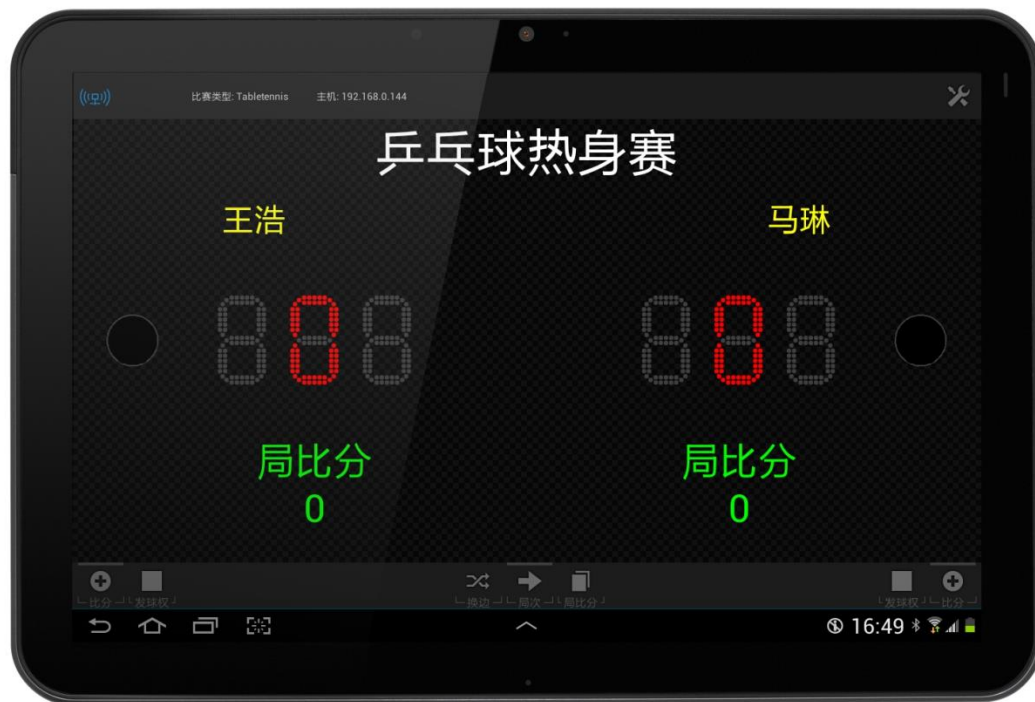 比赛类型: Tabletennis 主机: 192.168.0.144
乒乓球热身赛
王浩 马琳
0 0
局比分 局比分
0 0
比分 发球权 换边 局次 局比分 发球权 比分
16:49